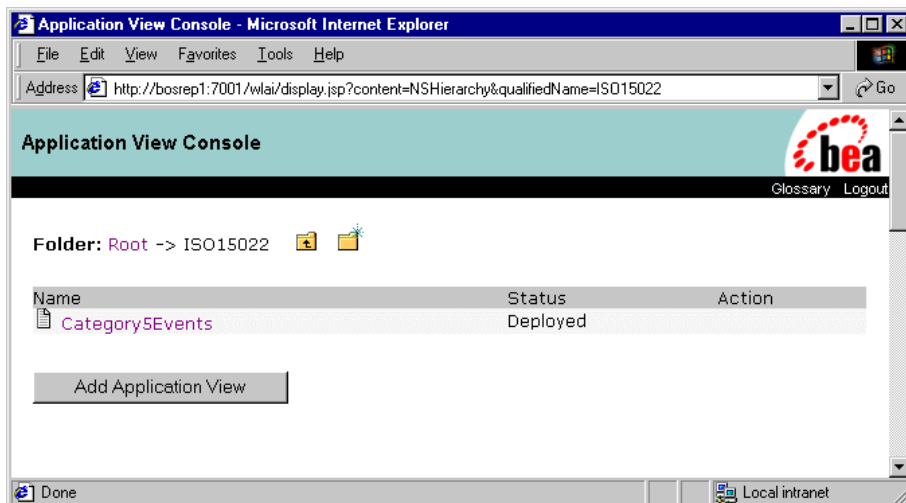 Application View Console - Microsoft Internet Explorer
File Edit View Favorites Tools Help
Address http://bosrep1:7001/wlai/display.jsp?content=NSHierarchy&qualifiedName=ISO15022 Go
Application View Console
bea
Glossary Logout
Folder: Root -> ISO15022
Name Status Action
Category5Events Deployed
Add Application View
Done Local intranet